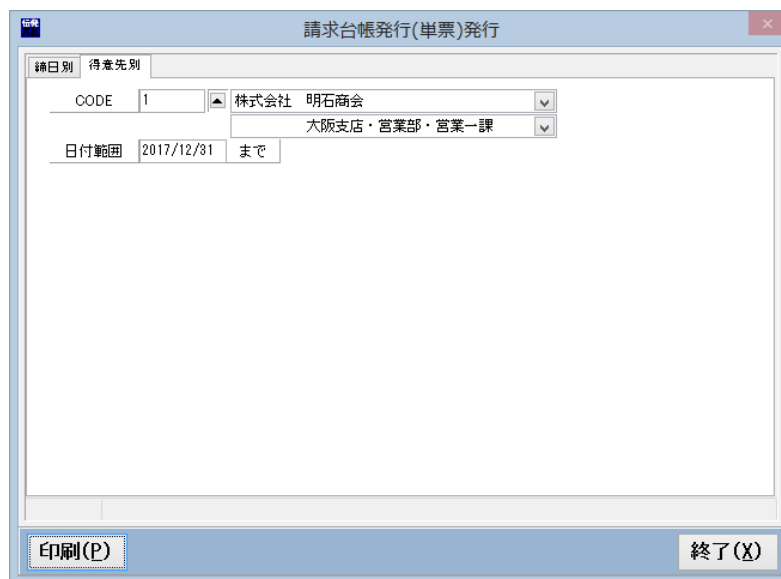 伝発
請求台帳発行(単票)発行
締日別 得意先別
CODE 1 株式会社 明石商会
大阪支店・営業部・営業一課
日付範囲 2017/12/31 まで
印刷(P) 終了(X)